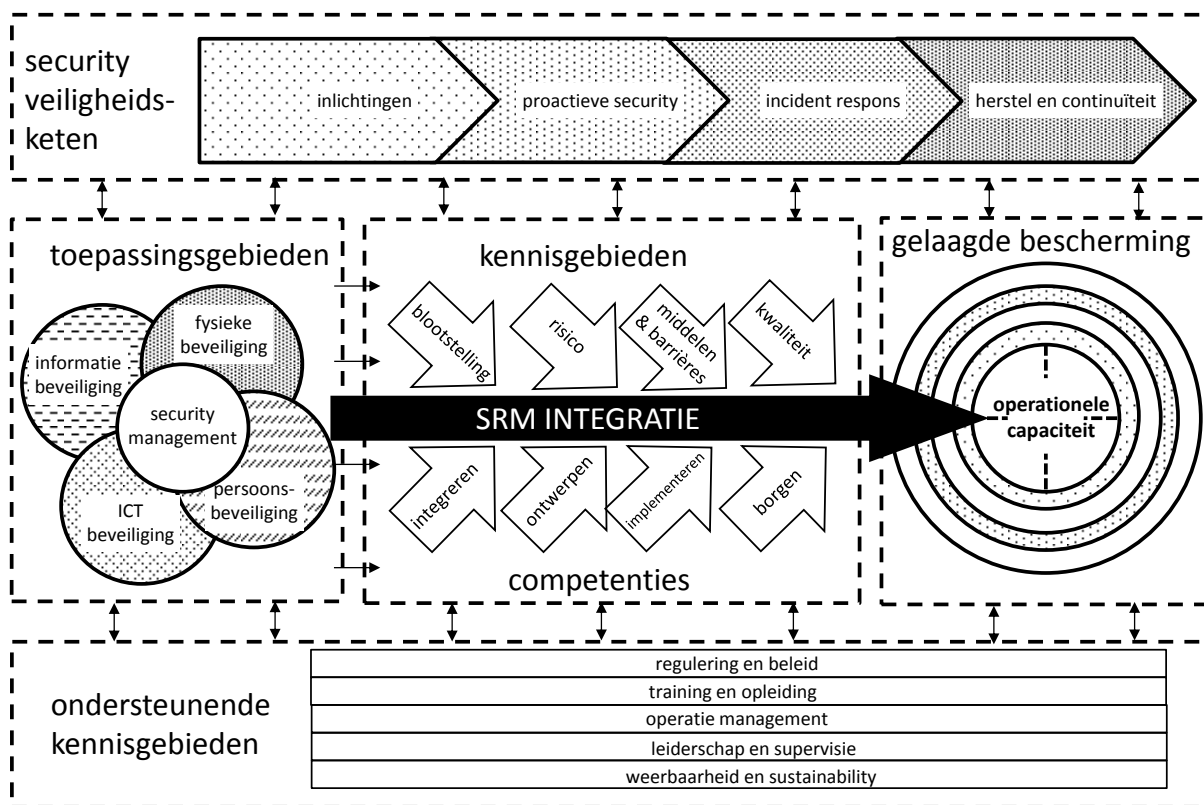 security
veiligheids-
keten
inlichtingen
proactieve security
incident respons
herstel en continuïteit
toepassingsgebieden
fysieke
beveiliging
informatie
beveiliging
security
management
persoons-
beveiliging
ICT
beveiliging
kennisgebieden
blootstelling
risico
middelen
& barrières
kwaliteit
SRM INTEGRATIE
integreren
ontwerpen
implementeren
borgen
competenties
gelaagde bescherming
operationele
capaciteit
ondersteunende
kennisgebieden
regulering en beleid
training en opleiding
operatie management
leiderschap en supervisie
weerbaarheid en sustainability